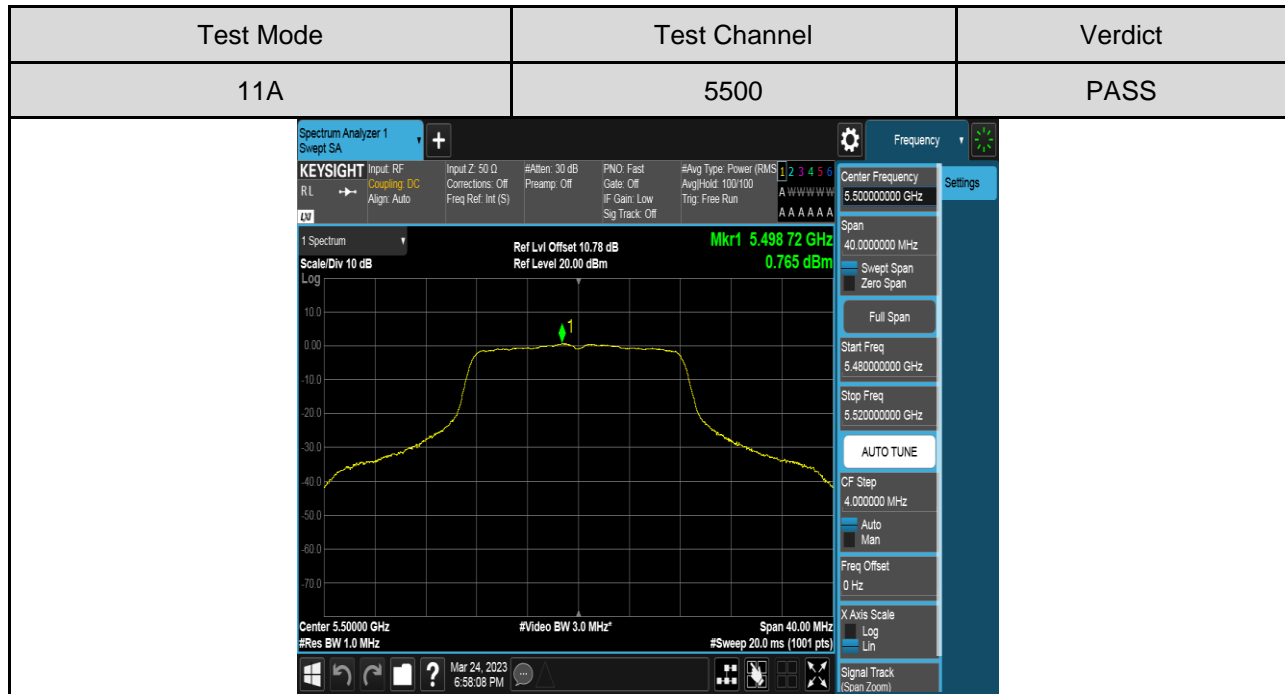 Test Mode Test Channel Verdict
11A 5500 PASS
Spectrum Analyzer 1
Swept SA
+
Frequency
KEYSIGHT
RL
LXI
Input: RF
Coupling: DC
Align: Auto
Input Z: 50 Ω
Corrections: Off
Freq Ref: Int (S)
#Atten: 30 dB
Preamp: Off
PNO: Fast
Gate: Off
IF Gain: Low
Sig Track: Off
#Avg Type: Power (RMS
Avg|Hold: 100/100
Trig: Free Run
1 2 3 4 5 6
A W W W W W
A A A A A A
1 Spectrum
Scale/Div 10 dB
Ref Lvl Offset 10.78 dB
Ref Level 20.00 dBm
Mkr1 5.498 72 GHz
0.765 dBm
Log
10.0
0.00
-10.0
-20.0
-30.0
-40.0
-50.0
-60.0
-70.0
1
Center 5.50000 GHz
#Res BW 1.0 MHz
#Video BW 3.0 MHz*
Span 40.00 MHz
#Sweep 20.0 ms (1001 pts)
?
Mar 24, 2023
6:58:08 PM
Center Frequency
5.500000000 GHz
Settings
Span
40.0000000 MHz
Swept Span
Zero Span
Full Span
Start Freq
5.480000000 GHz
Stop Freq
5.520000000 GHz
AUTO TUNE
CF Step
4.000000 MHz
Auto
Man
Freq Offset
0 Hz
X Axis Scale
Log
Lin
Signal Track
(Span Zoom)